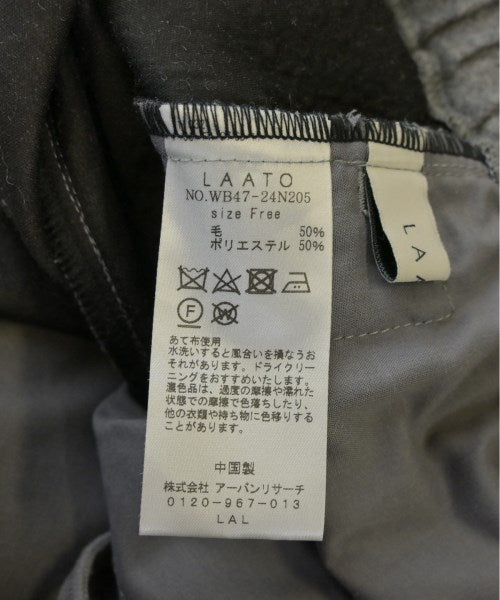 LAATO
NO.WB47-24N205
size Free
毛 50%
ポリエステル 50%
F W
あて布使用
水洗いすると風合いを損なうお
それがあります。ドライクリー
ニングをおすすめいたします。
濃色品は、過度の摩擦や濡れた
状態での摩擦で色落ちしたり、
他の衣類や持ち物に色移りする
ことがあります。
中国製
株式会社 アーバンリサーチ
0120-967-013
LAL
LA